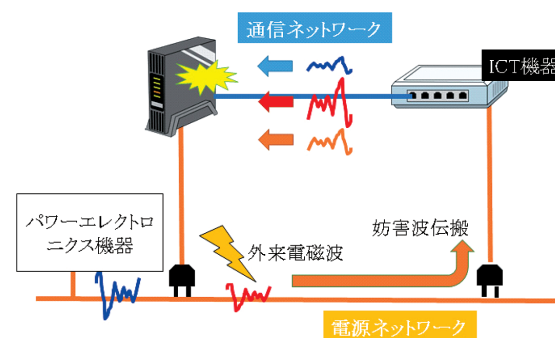 通信ネットワーク
ICT機器
パワーエレクトロ
ニクス機器
外来電磁波
妨害波伝搬
電源ネットワーク